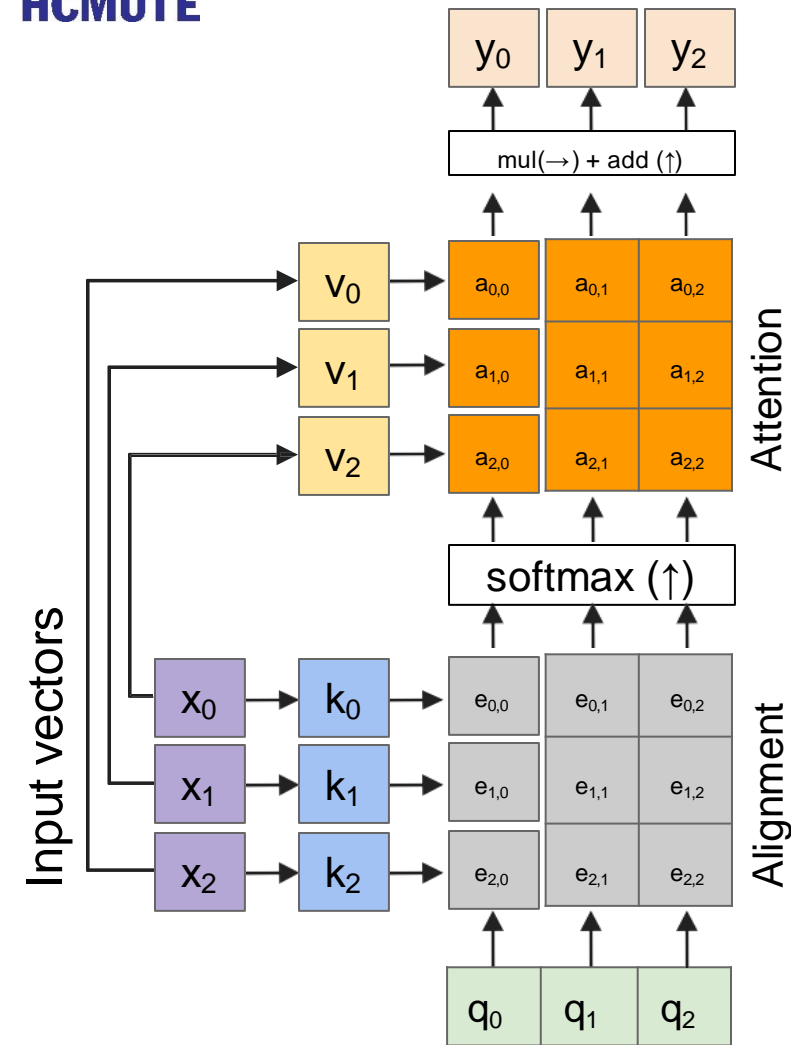 HCMUTE
y0 y1 y2
mul(→) + add (↑)
v0 a0,0 a0,1 a0,2
v1 a1,0 a1,1 a1,2
v2 a2,0 a2,1 a2,2
Attention
softmax (↑)
Input vectors
x0 k0 e0,0 e0,1 e0,2
x1 k1 e1,0 e1,1 e1,2
x2 k2 e2,0 e2,1 e2,2
Alignment
q0 q1 q2